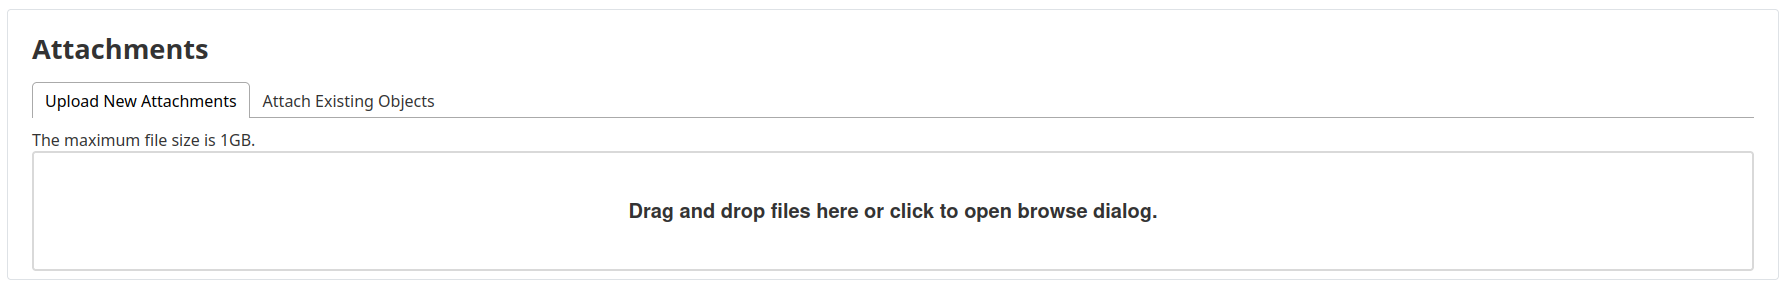 Attachments
Upload New Attachments Attach Existing Objects
The maximum file size is 1GB.
Drag and drop files here or click to open browse dialog.